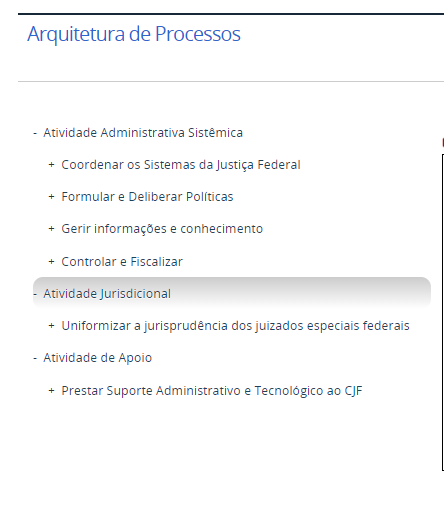 Arquitetura de Processos
- Atividade Administrativa Sistêmica
+ Coordenar os Sistemas da Justiça Federal
+ Formular e Deliberar Políticas
+ Gerir informações e conhecimento
+ Controlar e Fiscalizar
- Atividade Jurisdicional
+ Uniformizar a jurisprudência dos juizados especiais federais
- Atividade de Apoio
+ Prestar Suporte Administrativo e Tecnológico ao CJF